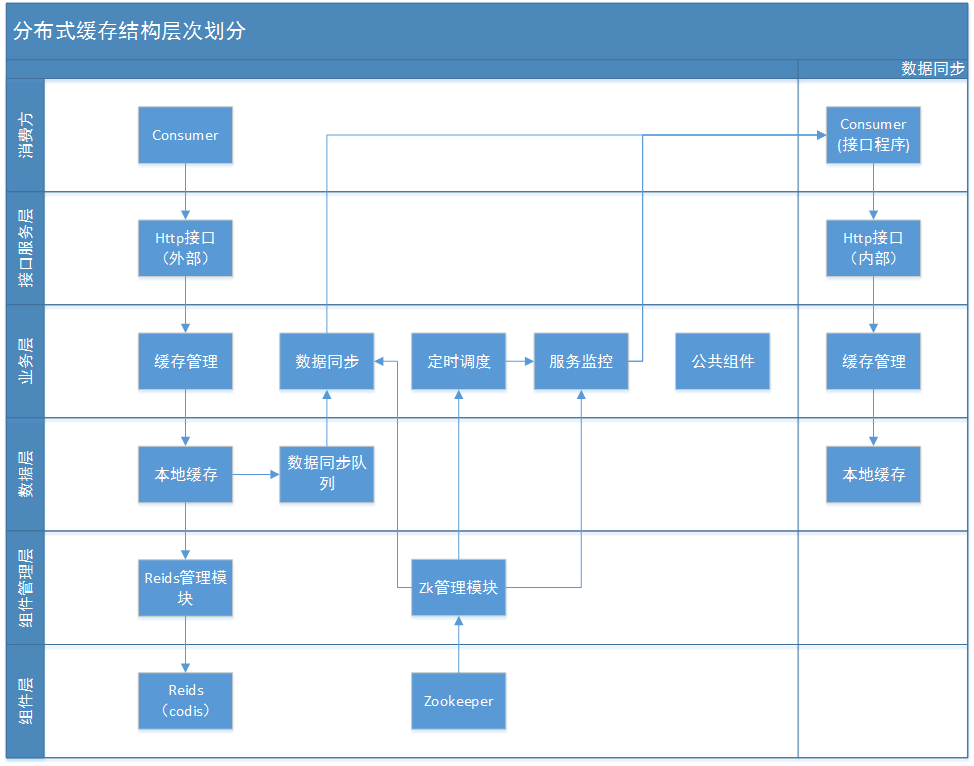 分布式缓存结构层次划分
数据同步
消费方
Consumer
Consumer
(接口程序)
接口服务层
Http接口
（外部）
Http接口
（内部）
业务层
缓存管理
数据同步
定时调度
服务监控
公共组件
缓存管理
数据层
本地缓存
数据同步队
列
本地缓存
组件管理层
Reids管理模
块
Zk管理模块
组件层
Reids
（codis）
Zookeeper